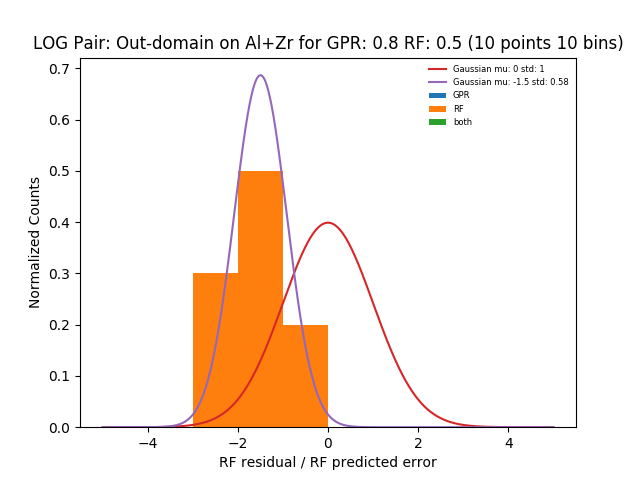 LOG Pair: Out-domain on Al+Zr for GPR: 0.8 RF: 0.5 (10 points 10 bins)
Gaussian mu: 0 std: 1
Gaussian mu: -1.5 std: 0.58
GPR
RF
both
Normalized Counts
0.7
0.6
0.5
0.4
0.3
0.2
0.1
0.0
−4
−2
0
2
4
RF residual / RF predicted error